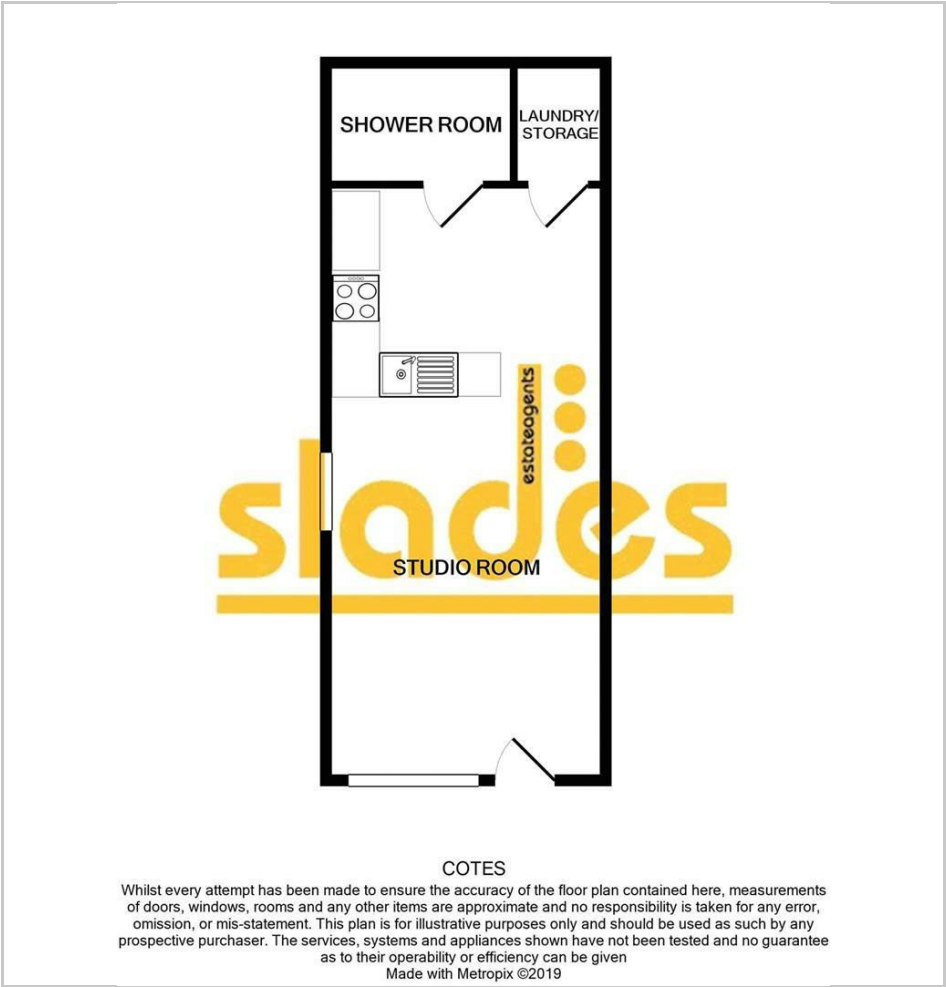 SHOWER ROOM
LAUNDRY/
STORAGE
estateagents
slades
STUDIO ROOM
COTES
Whilst every attempt has been made to ensure the accuracy of the floor plan contained here, measurements
of doors, windows, rooms and any other items are approximate and no responsibility is taken for any error,
omission, or mis-statement. This plan is for illustrative purposes only and should be used as such by any
prospective purchaser. The services, systems and appliances shown have not been tested and no guarantee
as to their operability or efficiency can be given
Made with Metropix ©2019